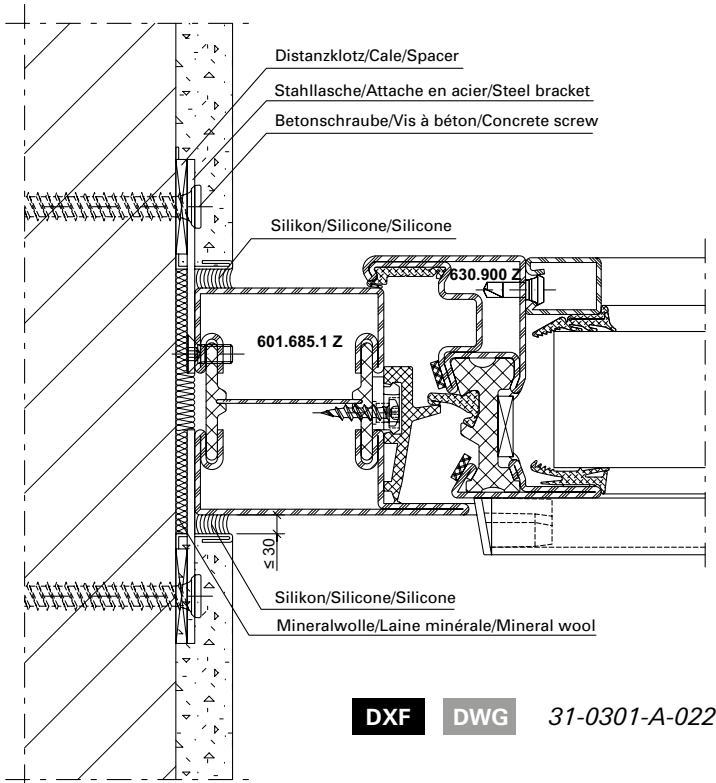 Distanzklotz/Cale/Spacer
Stahllasche/Attache en acier/Steel bracket
Betonschraube/Vis à béton/Concrete screw
Silikon/Silicone/Silicone
630.900 Z
601.685.1 Z
≤ 30
Silikon/Silicone/Silicone
Mineralwolle/Laine minérale/Mineral wool
DXF DWG 31-0301-A-022